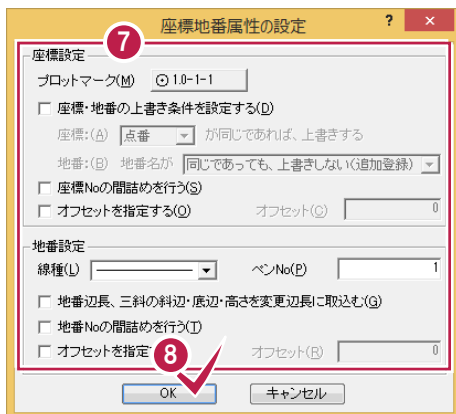 座標地番属性の設定 ? ×
7
座標設定
プロットマーク(M) 1.0-1-1
座標・地番の上書き条件を設定する(D)
座標:(A) 点番 が同じであれば、上書きする
地番:(B) 地番名が 同じであっても、上書きしない(追加登録)
座標Noの間詰めを行う(S)
オフセットを指定する(O) オフセット(C) 0
地番設定
線種(L) ペンNo(P) 1
地番辺長、三斜の斜辺・底辺・高さを変更辺長に取込む(G)
地番Noの間詰めを行う(T)
オフセットを指定 オフセット(R) 0
8
OK キャンセル